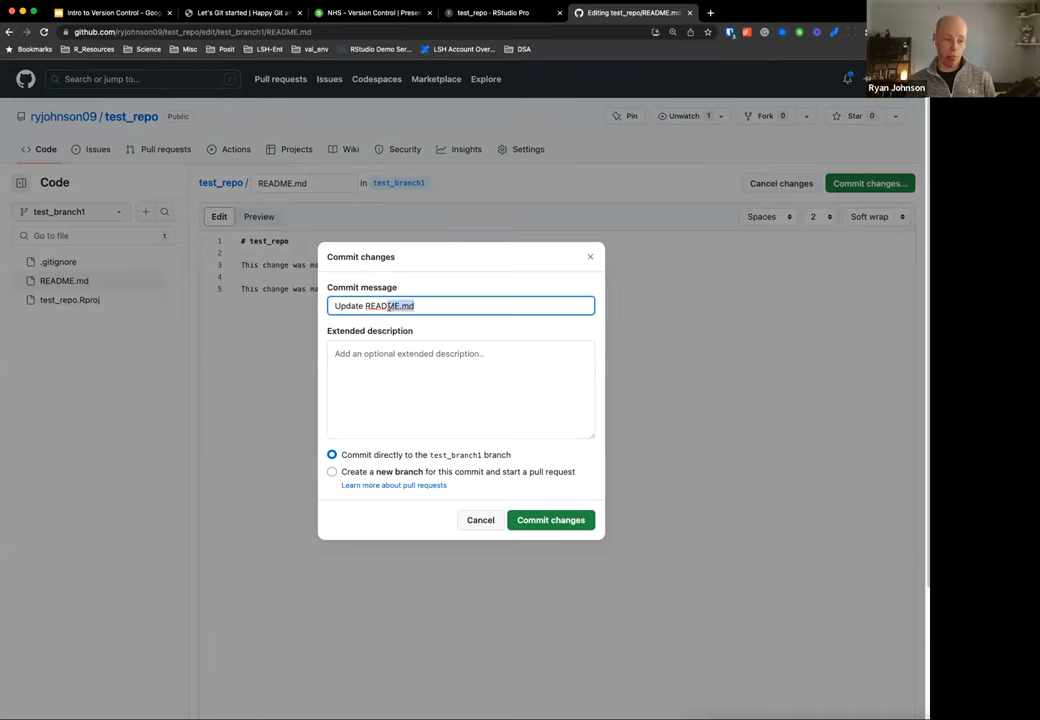 Intro to Version Control - Goog
Let's Git started | Happy Git an
NHS - Version Control | Presen
test_repo - RStudio Pro
Editing test_repo/README.md
github.com/ryjohnson09/test_repo/edit/test_branch1/README.md
Bookmarks
R_Resources
Science
Misc
Posit
LSH-Ent
val_env
RStudio Demo Ser...
LSH Account Over...
DSA
Ryan Johnson
Search or jump to...
/
Pull requests
Issues
Codespaces
Marketplace
Explore
ryjohnson09 / test_repo
Public
Pin
Unwatch 1
Fork 0
Star 0
Code
Issues
Pull requests
Actions
Projects
Wiki
Security
Insights
Settings
Code
test_repo / README.md in test_branch1
Cancel changes
Commit changes...
test_branch1
Go to file
t
.gitignore
README.md
test_repo.Rproj
Edit
Preview
Spaces
2
Soft wrap
1 # test_repo
2
3 This change was ma
4
5 This change was ma
Commit changes
Commit message
Update README.md
Extended description
Add an optional extended description..
Commit directly to the test_branch1 branch
Create a new branch for this commit and start a pull request
Learn more about pull requests
Cancel
Commit changes